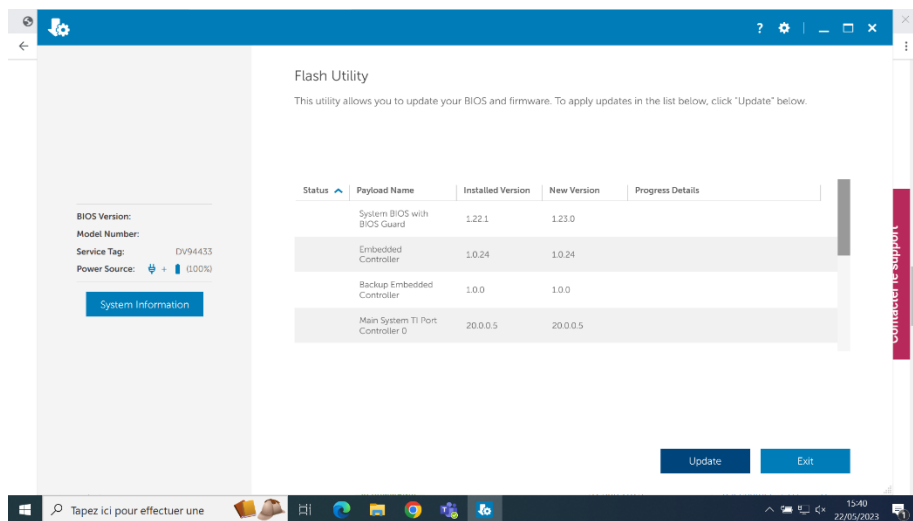 ?
Flash Utility
This utility allows you to update your BIOS and firmware. To apply updates in the list below, click "Update" below.
Status Payload Name Installed Version New Version Progress Details
System BIOS with
BIOS Guard 1.22.1 1.23.0
Embedded
Controller 1.0.24 1.0.24
Backup Embedded
Controller 1.0.0 1.0.0
Main System TI Port
Controller 0 20.0.0.5 20.0.0.5
BIOS Version:
Model Number:
Service Tag: DV94433
Power Source: + (100%)
System Information
Contacter le support
Update Exit
Tapez ici pour effectuer une
15:40
22/05/2023